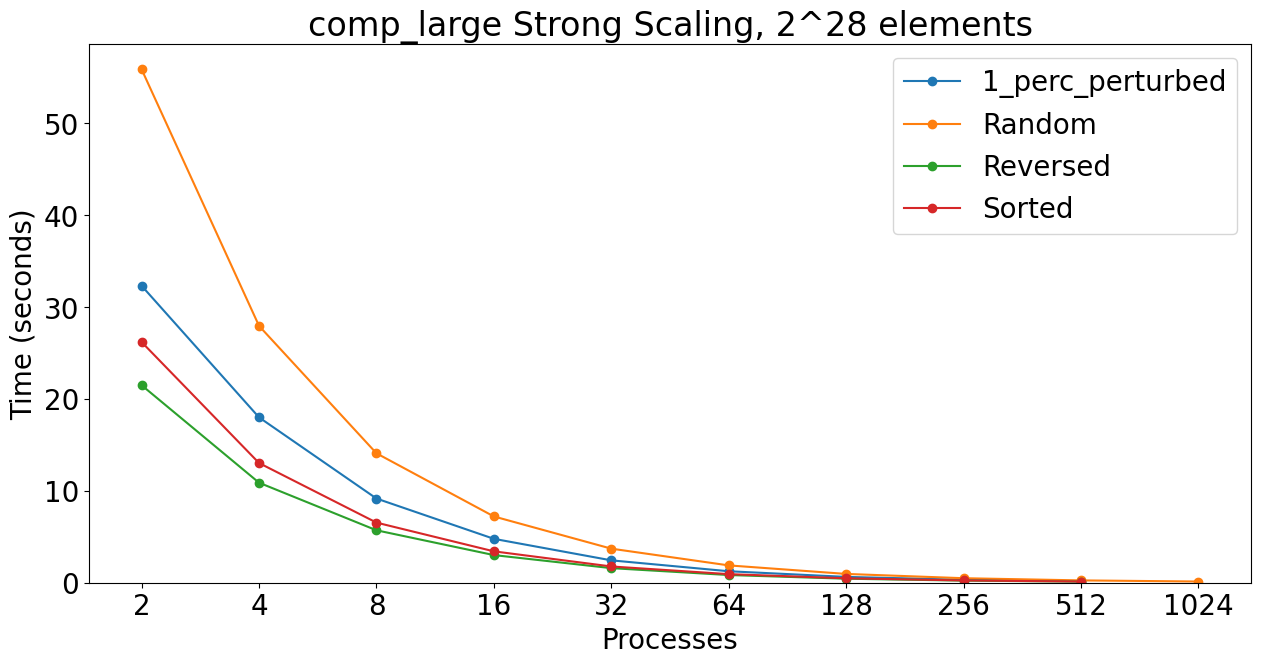 comp_large Strong Scaling, 2^28 elements
1_perc_perturbed
Random
Reversed
Sorted
Time (seconds)
50
40
30
20
10
0
2 4 8 16 32 64 128 256 512 1024
Processes